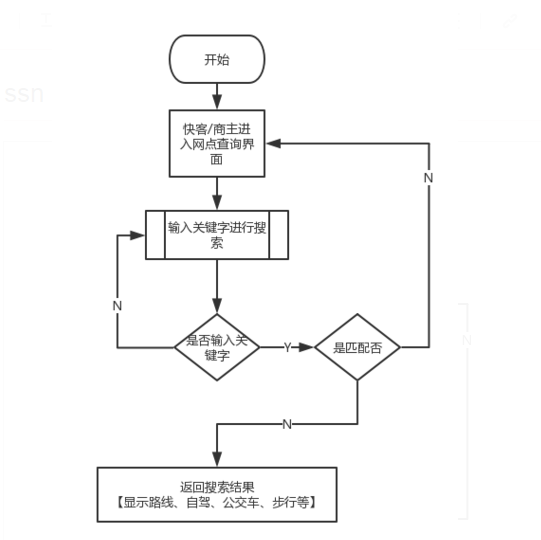 ssn
开始
快客/商主进
入网点查询界
面
N
输入关键字进行搜
索
N
是否输入关
键字
Y
是匹配否
N
N
返回搜索结果
【显示路线、自驾、公交车、步行等】